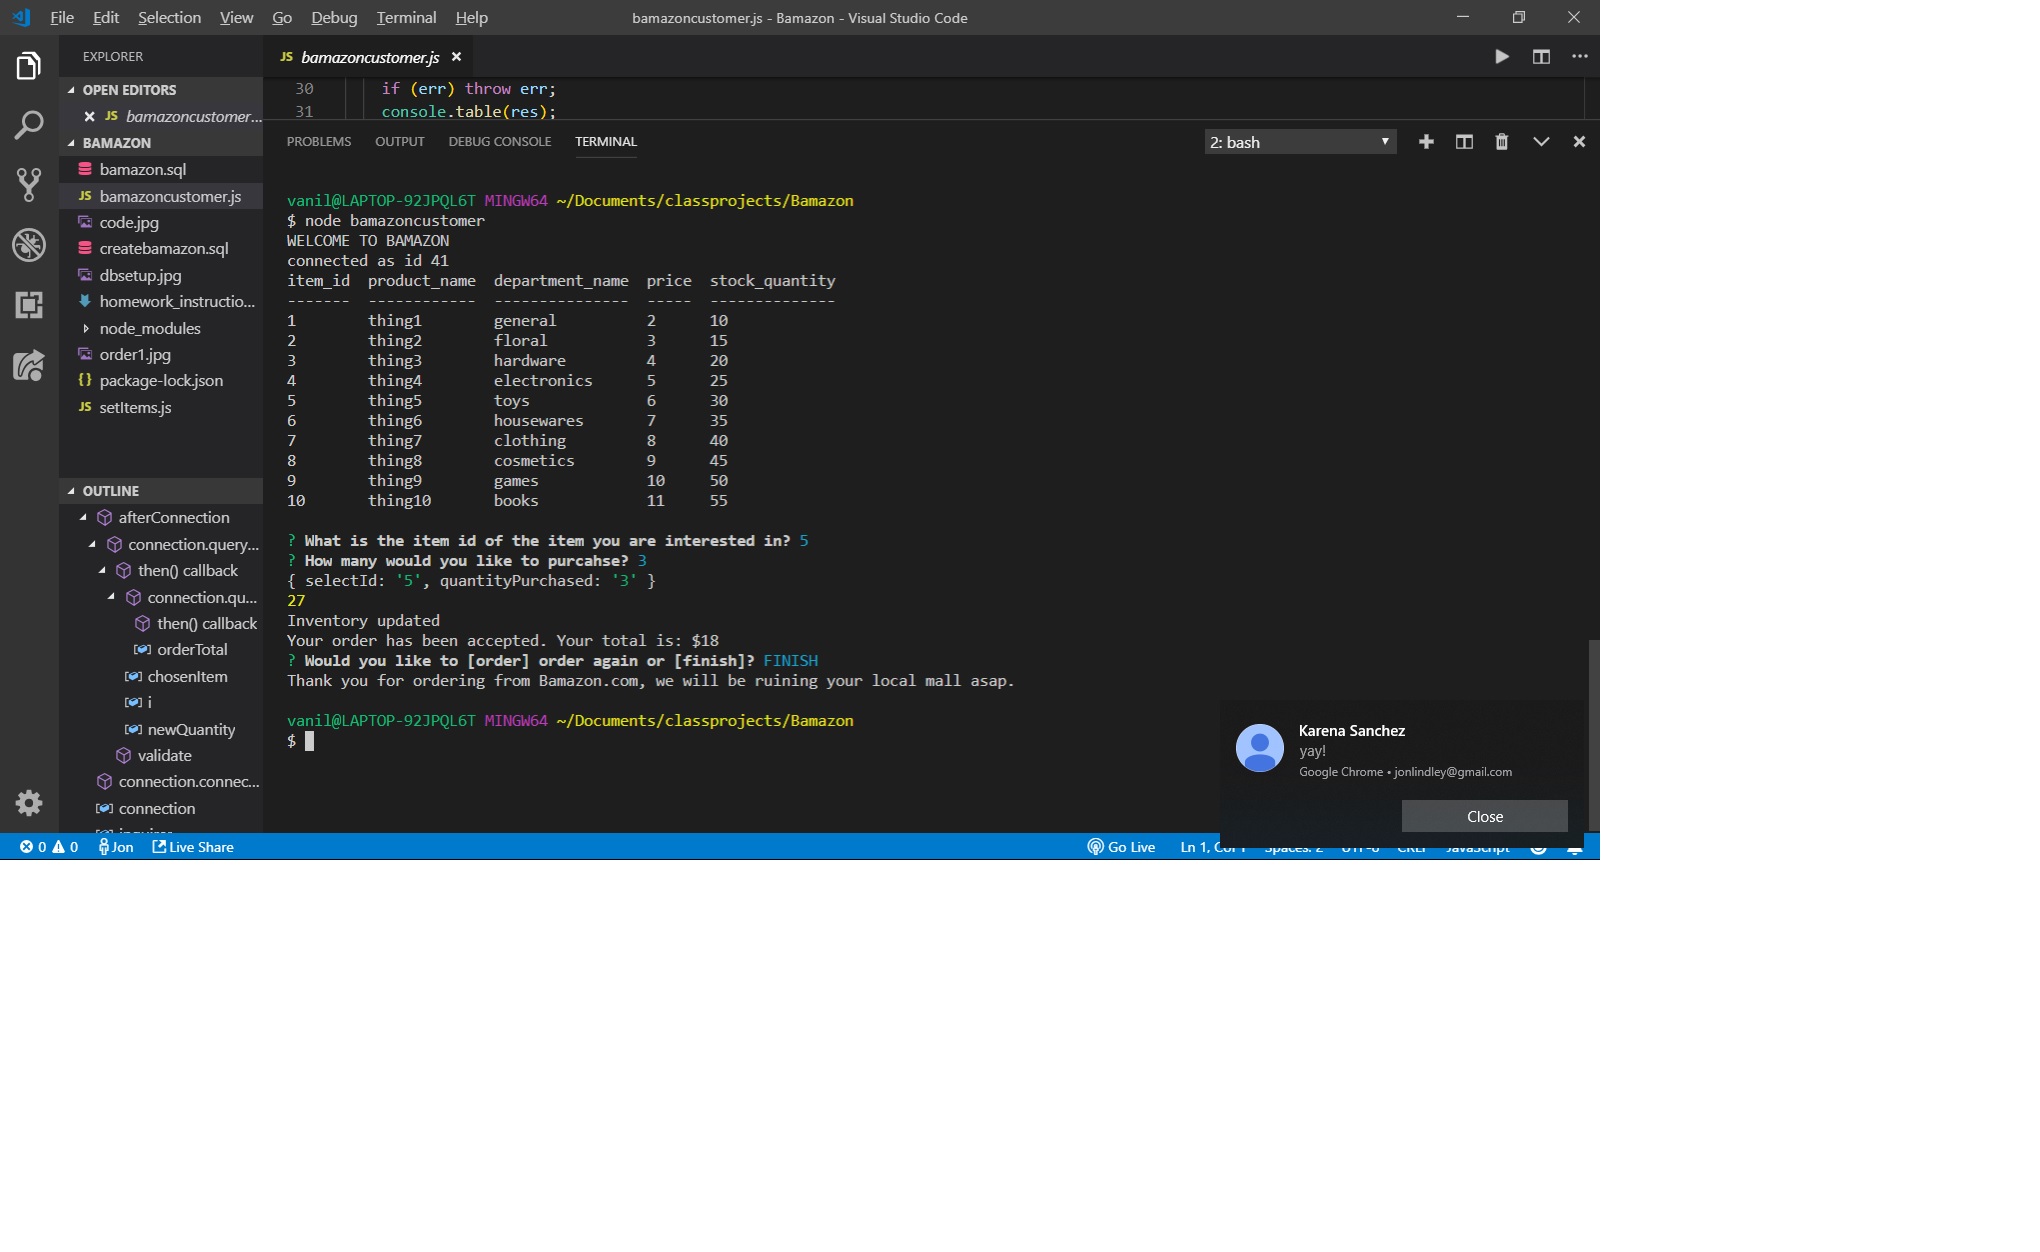 File Edit Selection View Go Debug Terminal Help bamazoncustomer.js - Bamazon - Visual Studio Code
EXPLORER
OPEN EDITORS
JS bamazoncustomer...
BAMAZON
bamazon.sql
JS bamazoncustomer.js
code.jpg
createbamazon.sql
dbsetup.jpg
homework_instructio...
node_modules
order1.jpg
{} package-lock.json
JS setItems.js
OUTLINE
afterConnection
connection.query...
then() callback
connection.qu...
then() callback
orderTotal
chosenItem
i
newQuantity
validate
connection.connec...
connection
JS bamazoncustomer.js
30 if (err) throw err;
31 console.table(res);
PROBLEMS OUTPUT DEBUG CONSOLE TERMINAL 2: bash
vanil@LAPTOP-92JPQL6T MINGW64 ~/Documents/classprojects/Bamazon
$ node bamazoncustomer
WELCOME TO BAMAZON
connected as id 41
item_id product_name department_name price stock_quantity
------- ------------ --------------- ----- --------------
1 thing1 general 2 10
2 thing2 floral 3 15
3 thing3 hardware 4 20
4 thing4 electronics 5 25
5 thing5 toys 6 30
6 thing6 housewares 7 35
7 thing7 clothing 8 40
8 thing8 cosmetics 9 45
9 thing9 games 10 50
10 thing10 books 11 55
? What is the item id of the item you are interested in? 5
? How many would you like to purcahse? 3
{ selectId: '5', quantityPurchased: '3' }
27
Inventory updated
Your order has been accepted. Your total is: $18
? Would you like to [order] order again or [finish]? FINISH
Thank you for ordering from Bamazon.com, we will be ruining your local mall asap.
vanil@LAPTOP-92JPQL6T MINGW64 ~/Documents/classprojects/Bamazon
$
Karena Sanchez
yay!
Google Chrome • jonlindley@gmail.com
Close
0 0 Jon Live Share Go Live Ln 1, Col 1 Spaces: 2 UTF-8 CRLF JavaScript